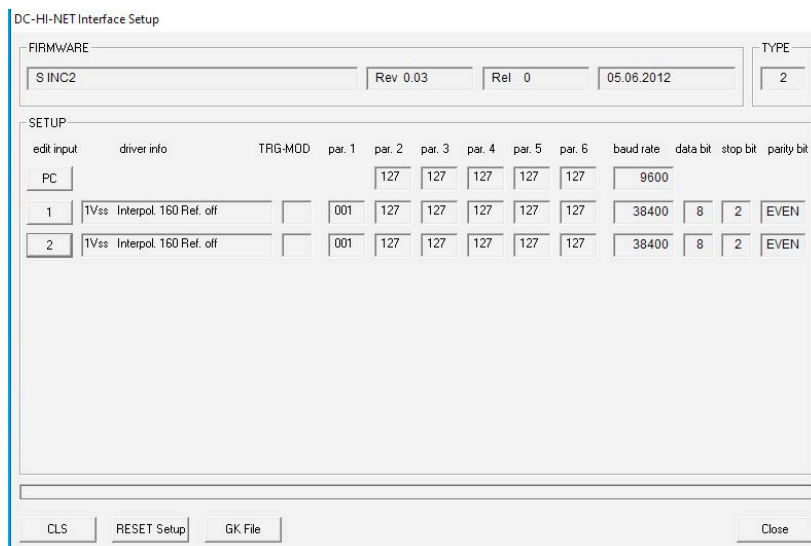 DC-HI-NET Interface Setup
FIRMWARE TYPE
S INC2 Rev 0.03 Rel 0 05.06.2012 2
SETUP
edit input driver info TRG-MOD par. 1 par. 2 par. 3 par. 4 par. 5 par. 6 baud rate data bit stop bit parity bit
PC 127 127 127 127 127 9600
1 1Vss Interpol. 160 Ref. off 001 127 127 127 127 127 38400 8 2 EVEN
2 1Vss Interpol. 160 Ref. off 001 127 127 127 127 127 38400 8 2 EVEN
CLS RESET Setup GK File Close